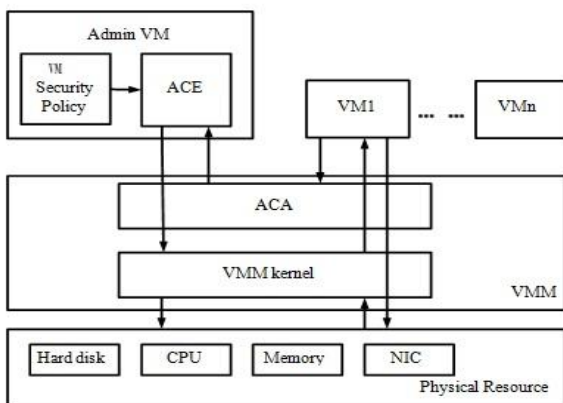 Admin VM
VM
Security
Policy
ACE
VM1
... ...
VMn
ACA
VMM kernel
VMM
Hard disk
CPU
Memory
NIC
Physical Resource